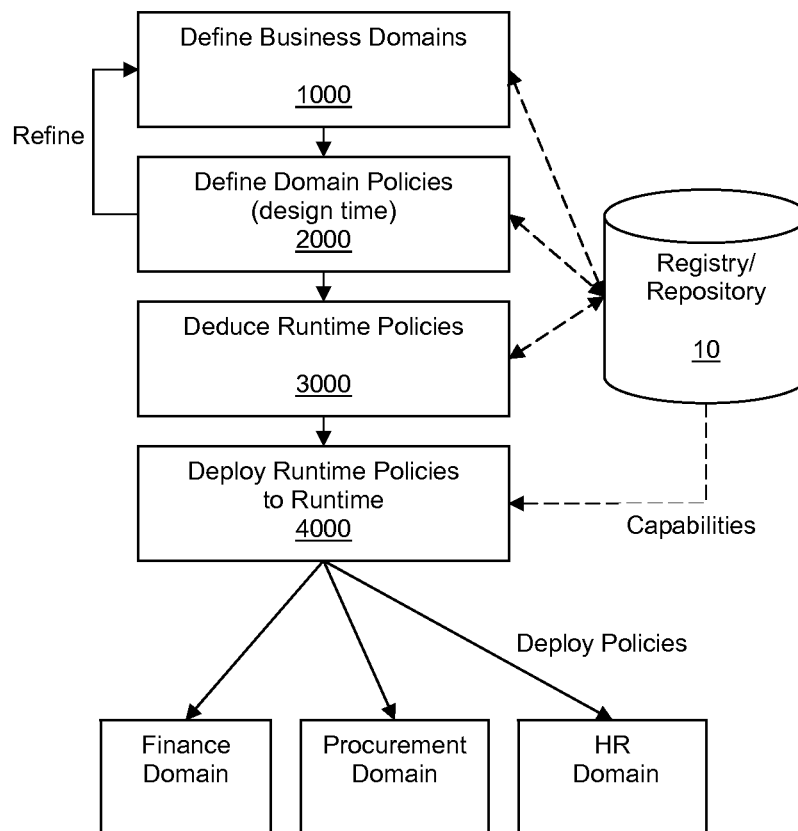 Define Business Domains
1000
Refine
Define Domain Policies
(design time)
2000
Registry/
Repository
10
Deduce Runtime Policies
3000
Deploy Runtime Policies
to Runtime
4000
Capabilities
Deploy Policies
Finance
Domain
Procurement
Domain
HR
Domain